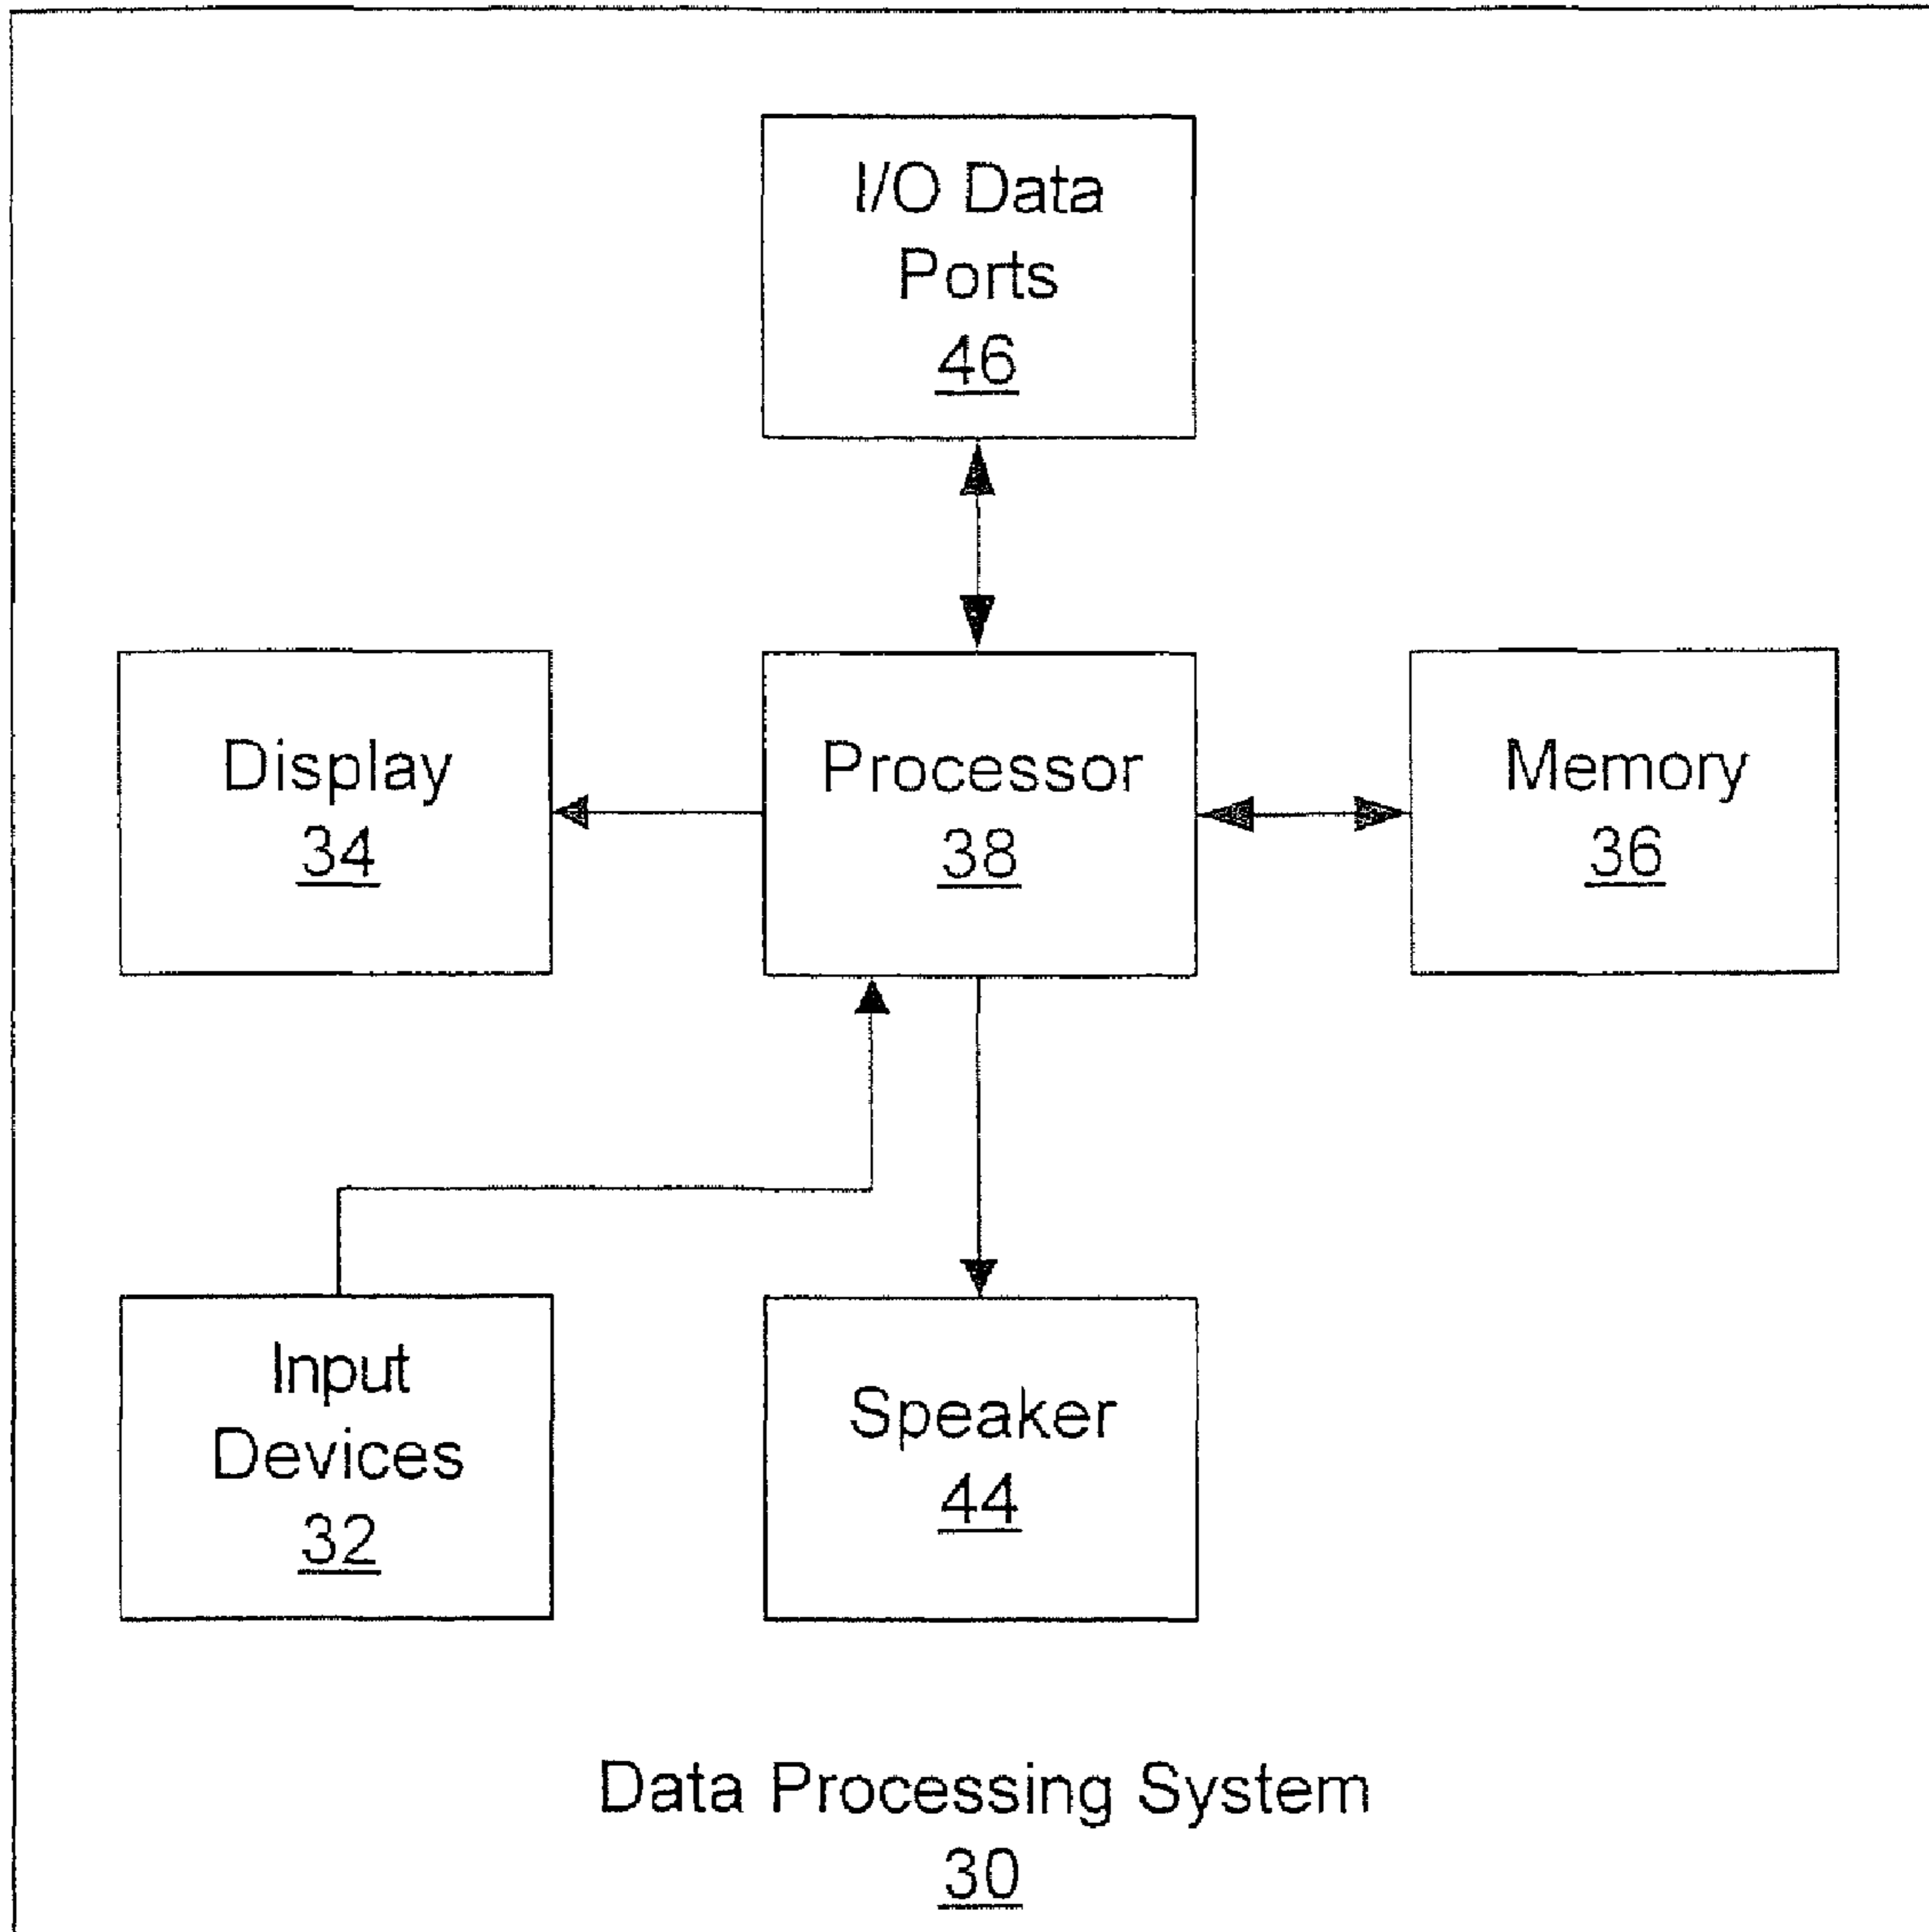 I/O Data
Ports
46
Display
34
Processor
38
Memory
36
Input
Devices
32
Speaker
44
Data Processing System
30